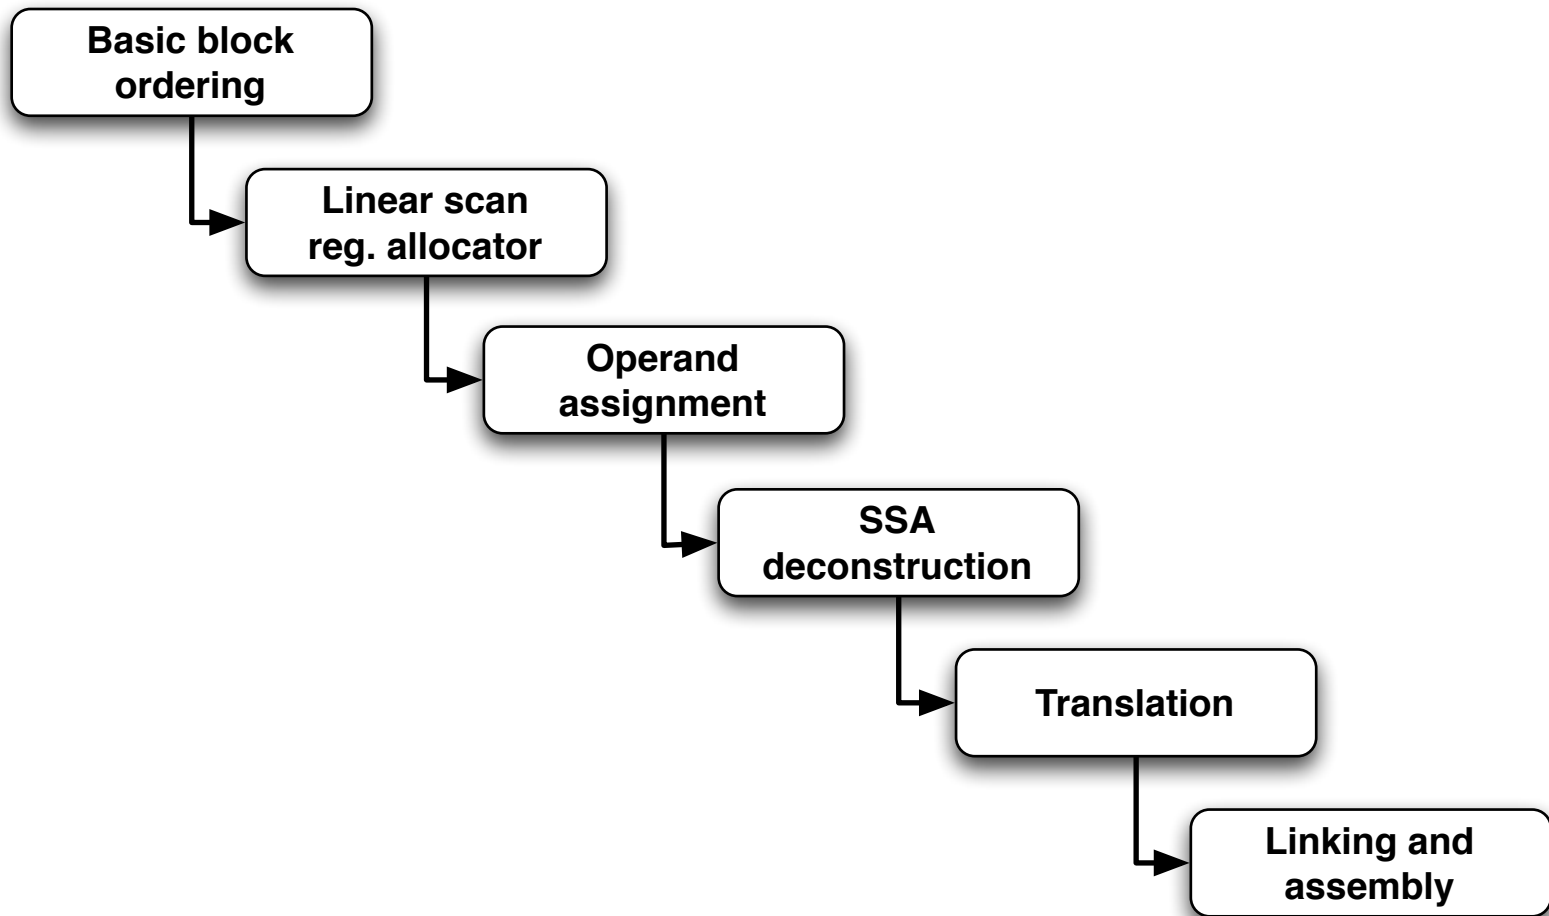 Basic block
ordering
Linear scan
reg. allocator
Operand
assignment
SSA
deconstruction
Translation
Linking and
assembly